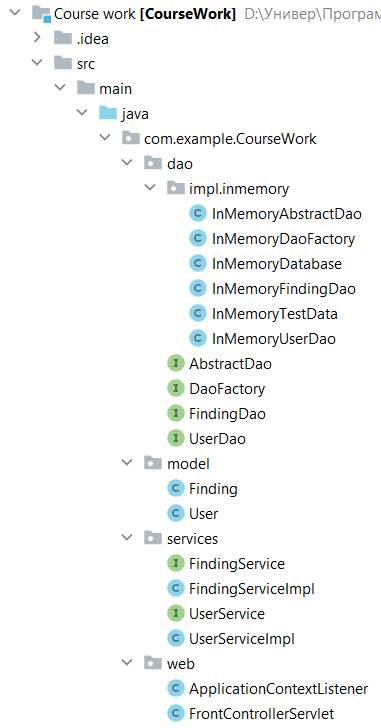 Course work [CourseWork] D:\Универ\Програм
.idea
src
main
java
com.example.CourseWork
dao
impl.inmemory
C InMemoryAbstractDao
C InMemoryDaoFactory
C InMemoryDatabase
C InMemoryFindingDao
C InMemoryTestData
C InMemoryUserDao
I AbstractDao
I DaoFactory
I FindingDao
I UserDao
model
C Finding
C User
services
I FindingService
C FindingServiceImpl
I UserService
C UserServiceImpl
web
C ApplicationContextListener
C FrontControllerServlet